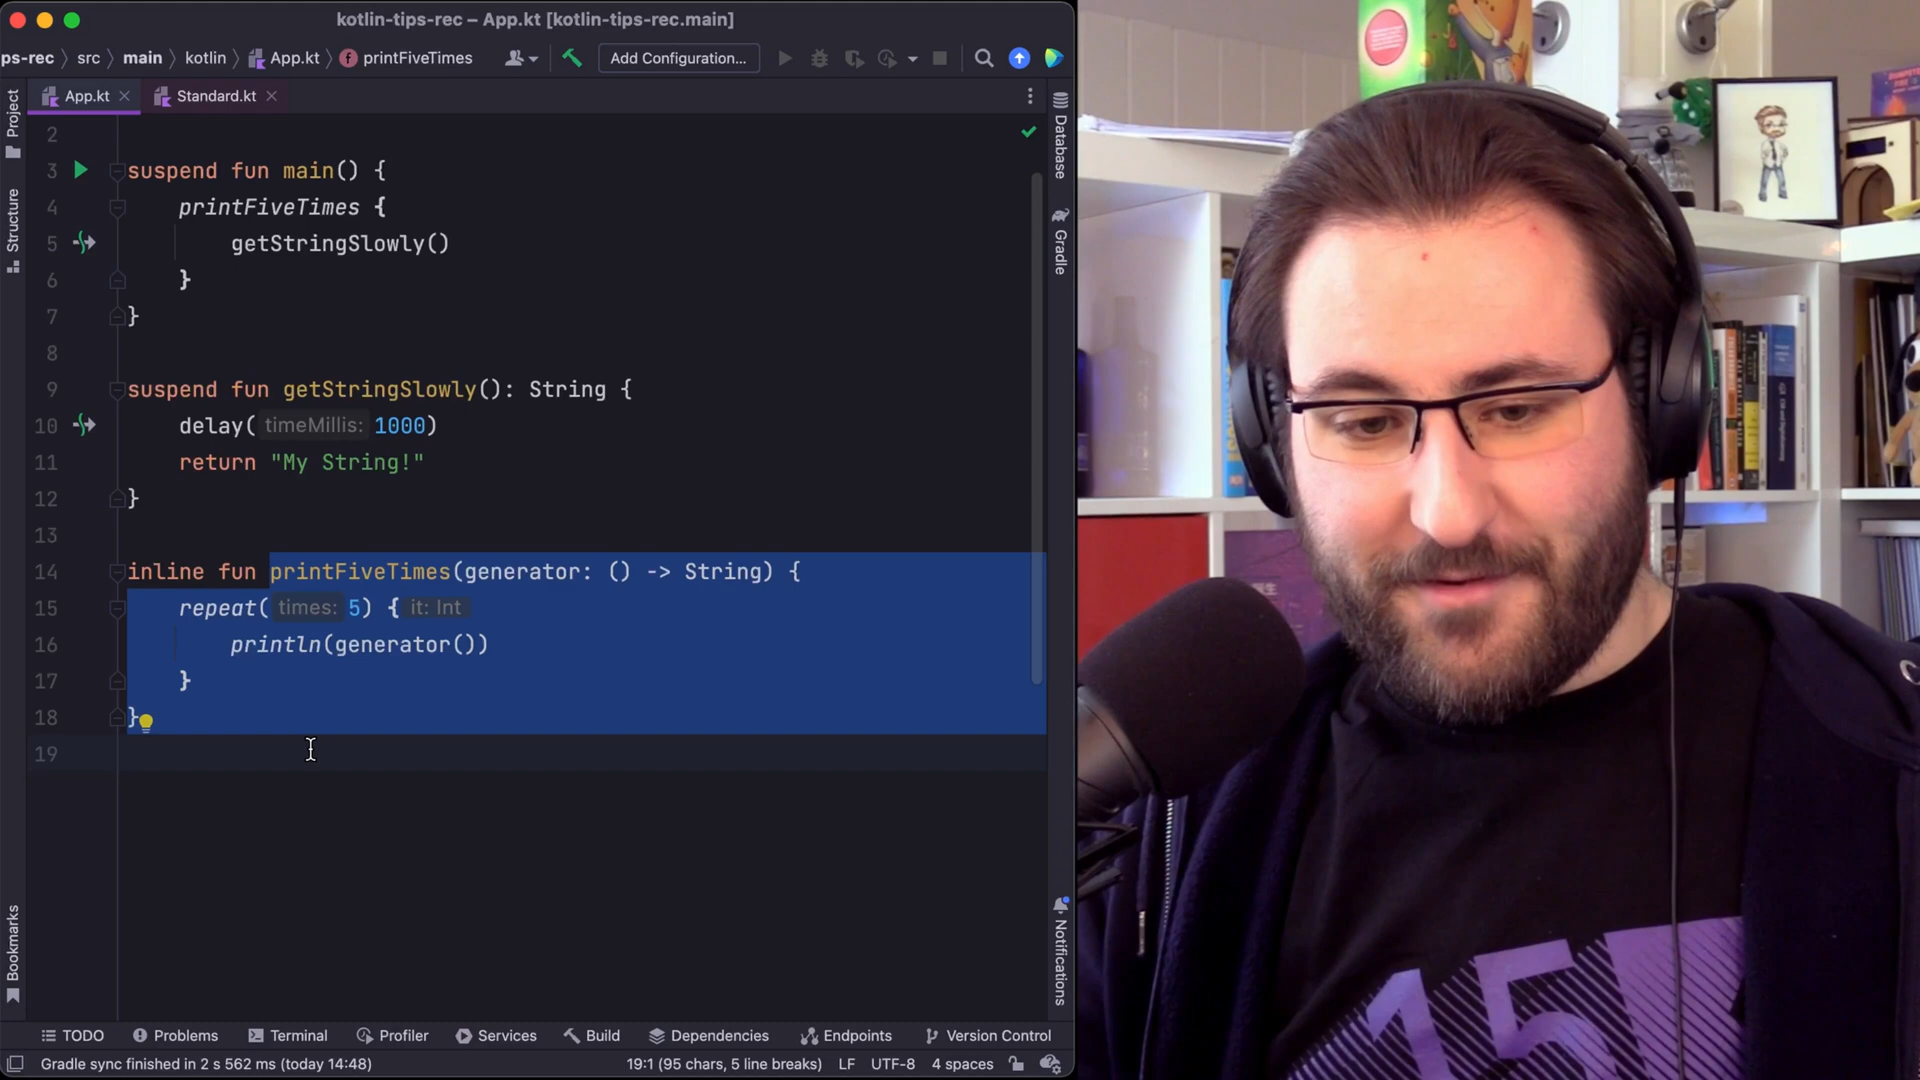 kotlin-tips-rec – App.kt [kotlin-tips-rec.main]
ps-rec 〉 src 〉 main 〉 kotlin 〉 App.kt 〉 printFiveTimes
Add Configuration...
App.kt
Standard.kt
Project
Structure
Bookmarks
2
3 suspend fun main() {
4 printFiveTimes {
5 getStringSlowly()
6 }
7 }
8
9 suspend fun getStringSlowly(): String {
10 delay( timeMillis: 1000)
11 return "My String!"
12 }
13
14 inline fun printFiveTimes(generator: () -> String) {
15 repeat( times: 5) { it: Int
16 println(generator())
17 }
18 }
19
Database
Gradle
Notifications
TODO Problems Terminal Profiler Services Build Dependencies Endpoints Version Control
Gradle sync finished in 2 s 562 ms (today 14:48)
19:1 (95 chars, 5 line breaks) LF UTF-8 4 spaces
15